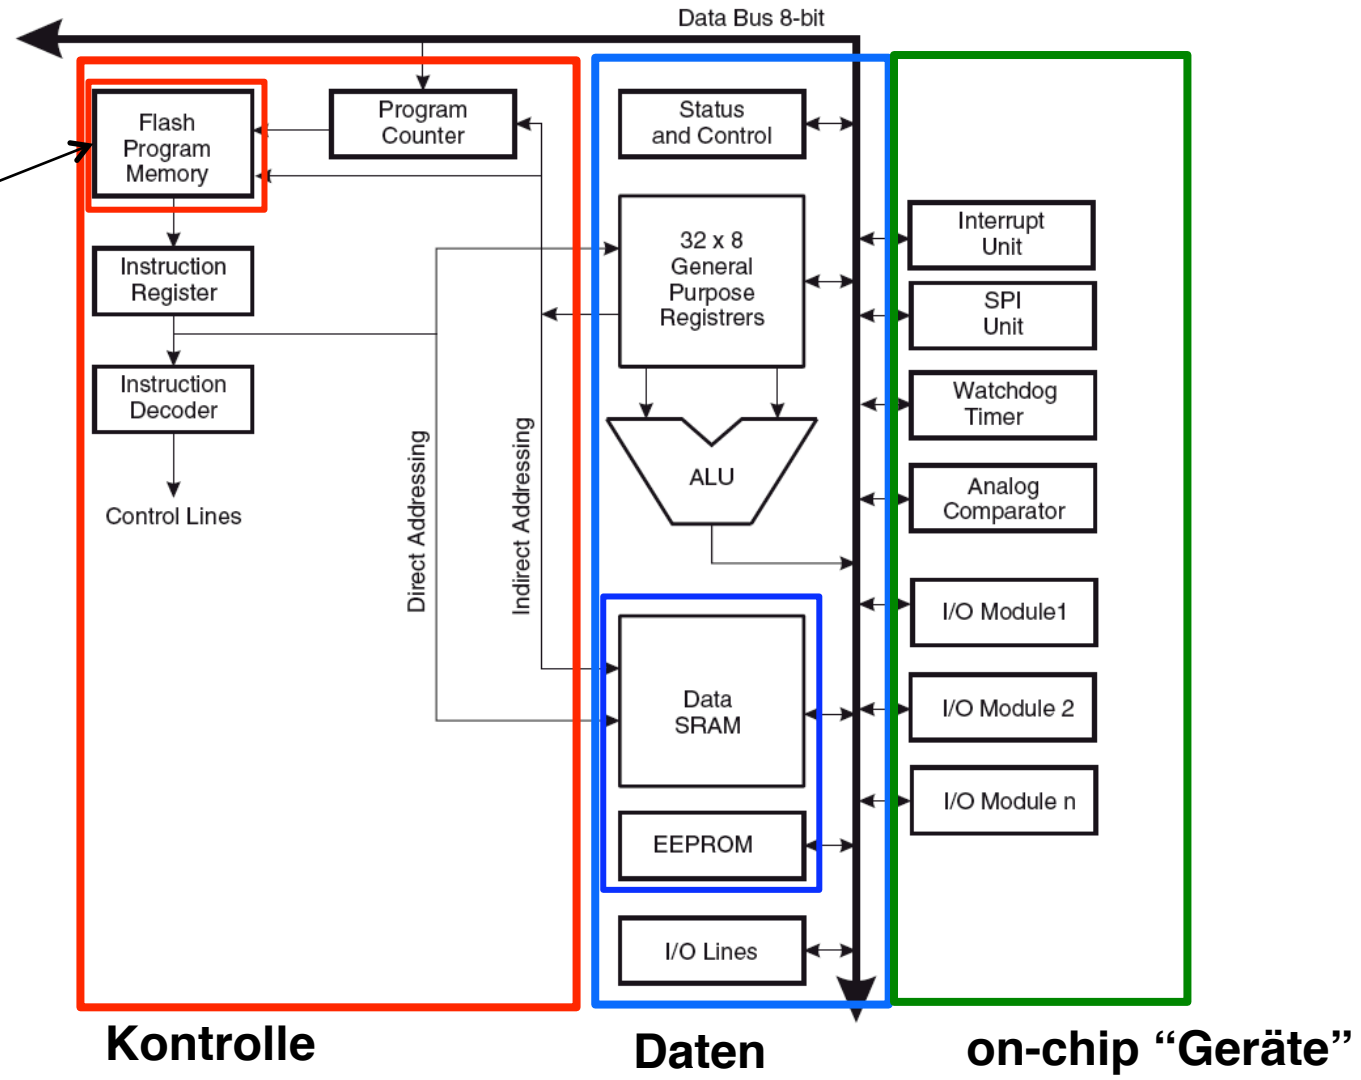 Data Bus 8-bit
Flash
Program
Memory
Program
Counter
Instruction
Register
Instruction
Decoder
Control Lines
Direct Addressing
Indirect Addressing
Status
and Control
32 x 8
General
Purpose
Registrers
ALU
Data
SRAM
EEPROM
I/O Lines
Interrupt
Unit
SPI
Unit
Watchdog
Timer
Analog
Comparator
I/O Module1
I/O Module 2
I/O Module n
Kontrolle
Daten
on-chip “Geräte”